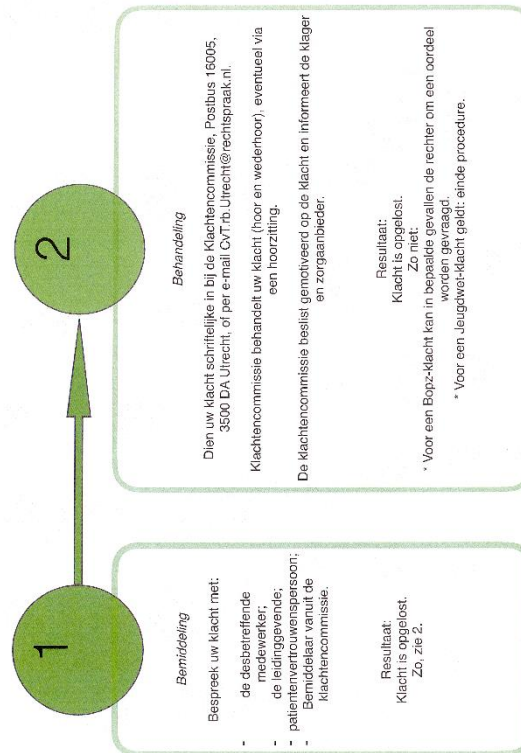 1
Bemiddeling
Bespreek uw klacht met:
- de desbetreffende
medewerker;
- de leidinggevende;
- patientenvertrouwenspersoon;
- Bemiddelaar vanuit de
klachtencommissie.
Resultaat:
Klacht is opgelost.
Zo, zie 2.
2
Behandeling
Dien uw klacht schriftelijke in bij de Klachtencommissie, Postbus 16005,
3500 DA Utrecht, of per e-mail CvT.rb.Utrecht@rechtspraak.nl.
Klachtencommissie behandelt uw klacht (hoor en wederhoor), eventueel via
een hoorzitting.
De klachtencommissie beslist gemotiveerd op de klacht en informeert de klager
en zorgaanbieder.
Resultaat:
Klacht is opgelost.
Zo niet:
* Voor een Bopz-klacht kan in bepaalde gevallen de rechter om een oordeel
worden gevraagd.
* Voor een Jeugdwet-klacht geldt: einde procedure.